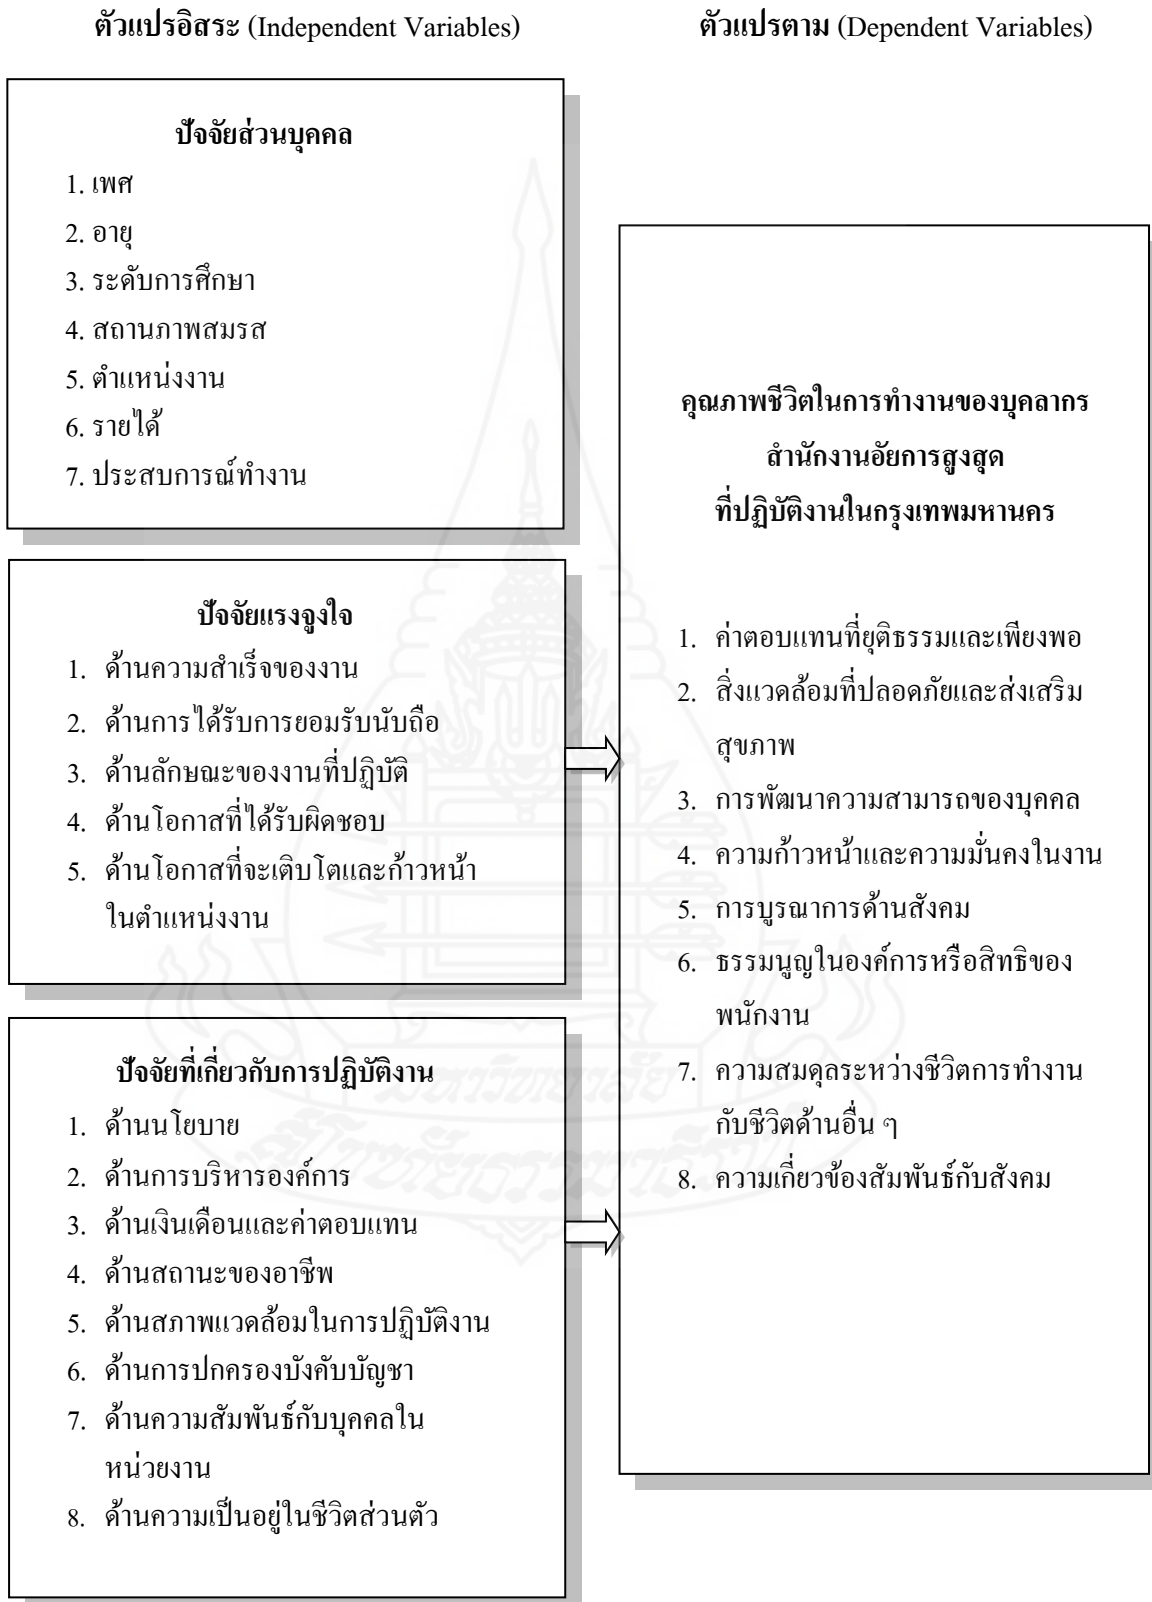 ตัวแปรอิสระ (Independent Variables)
ตัวแปรตาม (Dependent Variables)
ปัจจัยส่วนบุคคล
1. เพศ
2. อายุ
3. ระดับการศึกษา
4. สถานภาพสมรส
5. ตำแหน่งงาน
6. รายได้
7. ประสบการณ์ทำงาน
ปัจจัยแรงจูงใจ
1. ด้านความสำเร็จของงาน
2. ด้านการได้รับการยอมรับนับถือ
3. ด้านลักษณะของงานที่ปฏิบัติ
4. ด้านโอกาสที่ได้รับผิดชอบ
5. ด้านโอกาสที่จะเติบโตและก้าวหน้า
ในตำแหน่งงาน
ปัจจัยที่เกี่ยวกับการปฏิบัติงาน
1. ด้านนโยบาย
2. ด้านการบริหารองค์การ
3. ด้านเงินเดือนและค่าตอบแทน
4. ด้านสถานะของอาชีพ
5. ด้านสภาพแวดล้อมในการปฏิบัติงาน
6. ด้านการปกครองบังคับบัญชา
7. ด้านความสัมพันธ์กับบุคคลใน
หน่วยงาน
8. ด้านความเป็นอยู่ในชีวิตส่วนตัว
คุณภาพชีวิตในการทำงานของบุคลากร
สำนักงานอัยการสูงสุด
ที่ปฏิบัติงานในกรุงเทพมหานคร
1. ค่าตอบแทนที่ยุติธรรมและเพียงพอ
2. สิ่งแวดล้อมที่ปลอดภัยและส่งเสริม
สุขภาพ
3. การพัฒนาความสามารถของบุคคล
4. ความก้าวหน้าและความมั่นคงในงาน
5. การบูรณาการด้านสังคม
6. ธรรมนูญในองค์การหรือสิทธิของ
พนักงาน
7. ความสมดุลระหว่างชีวิตการทำงาน
กับชีวิตด้านอื่น ๆ
8. ความเกี่ยวข้องสัมพันธ์กับสังคม
มหาวิทยาลัย
สุโขทัยธรรมาธิราช